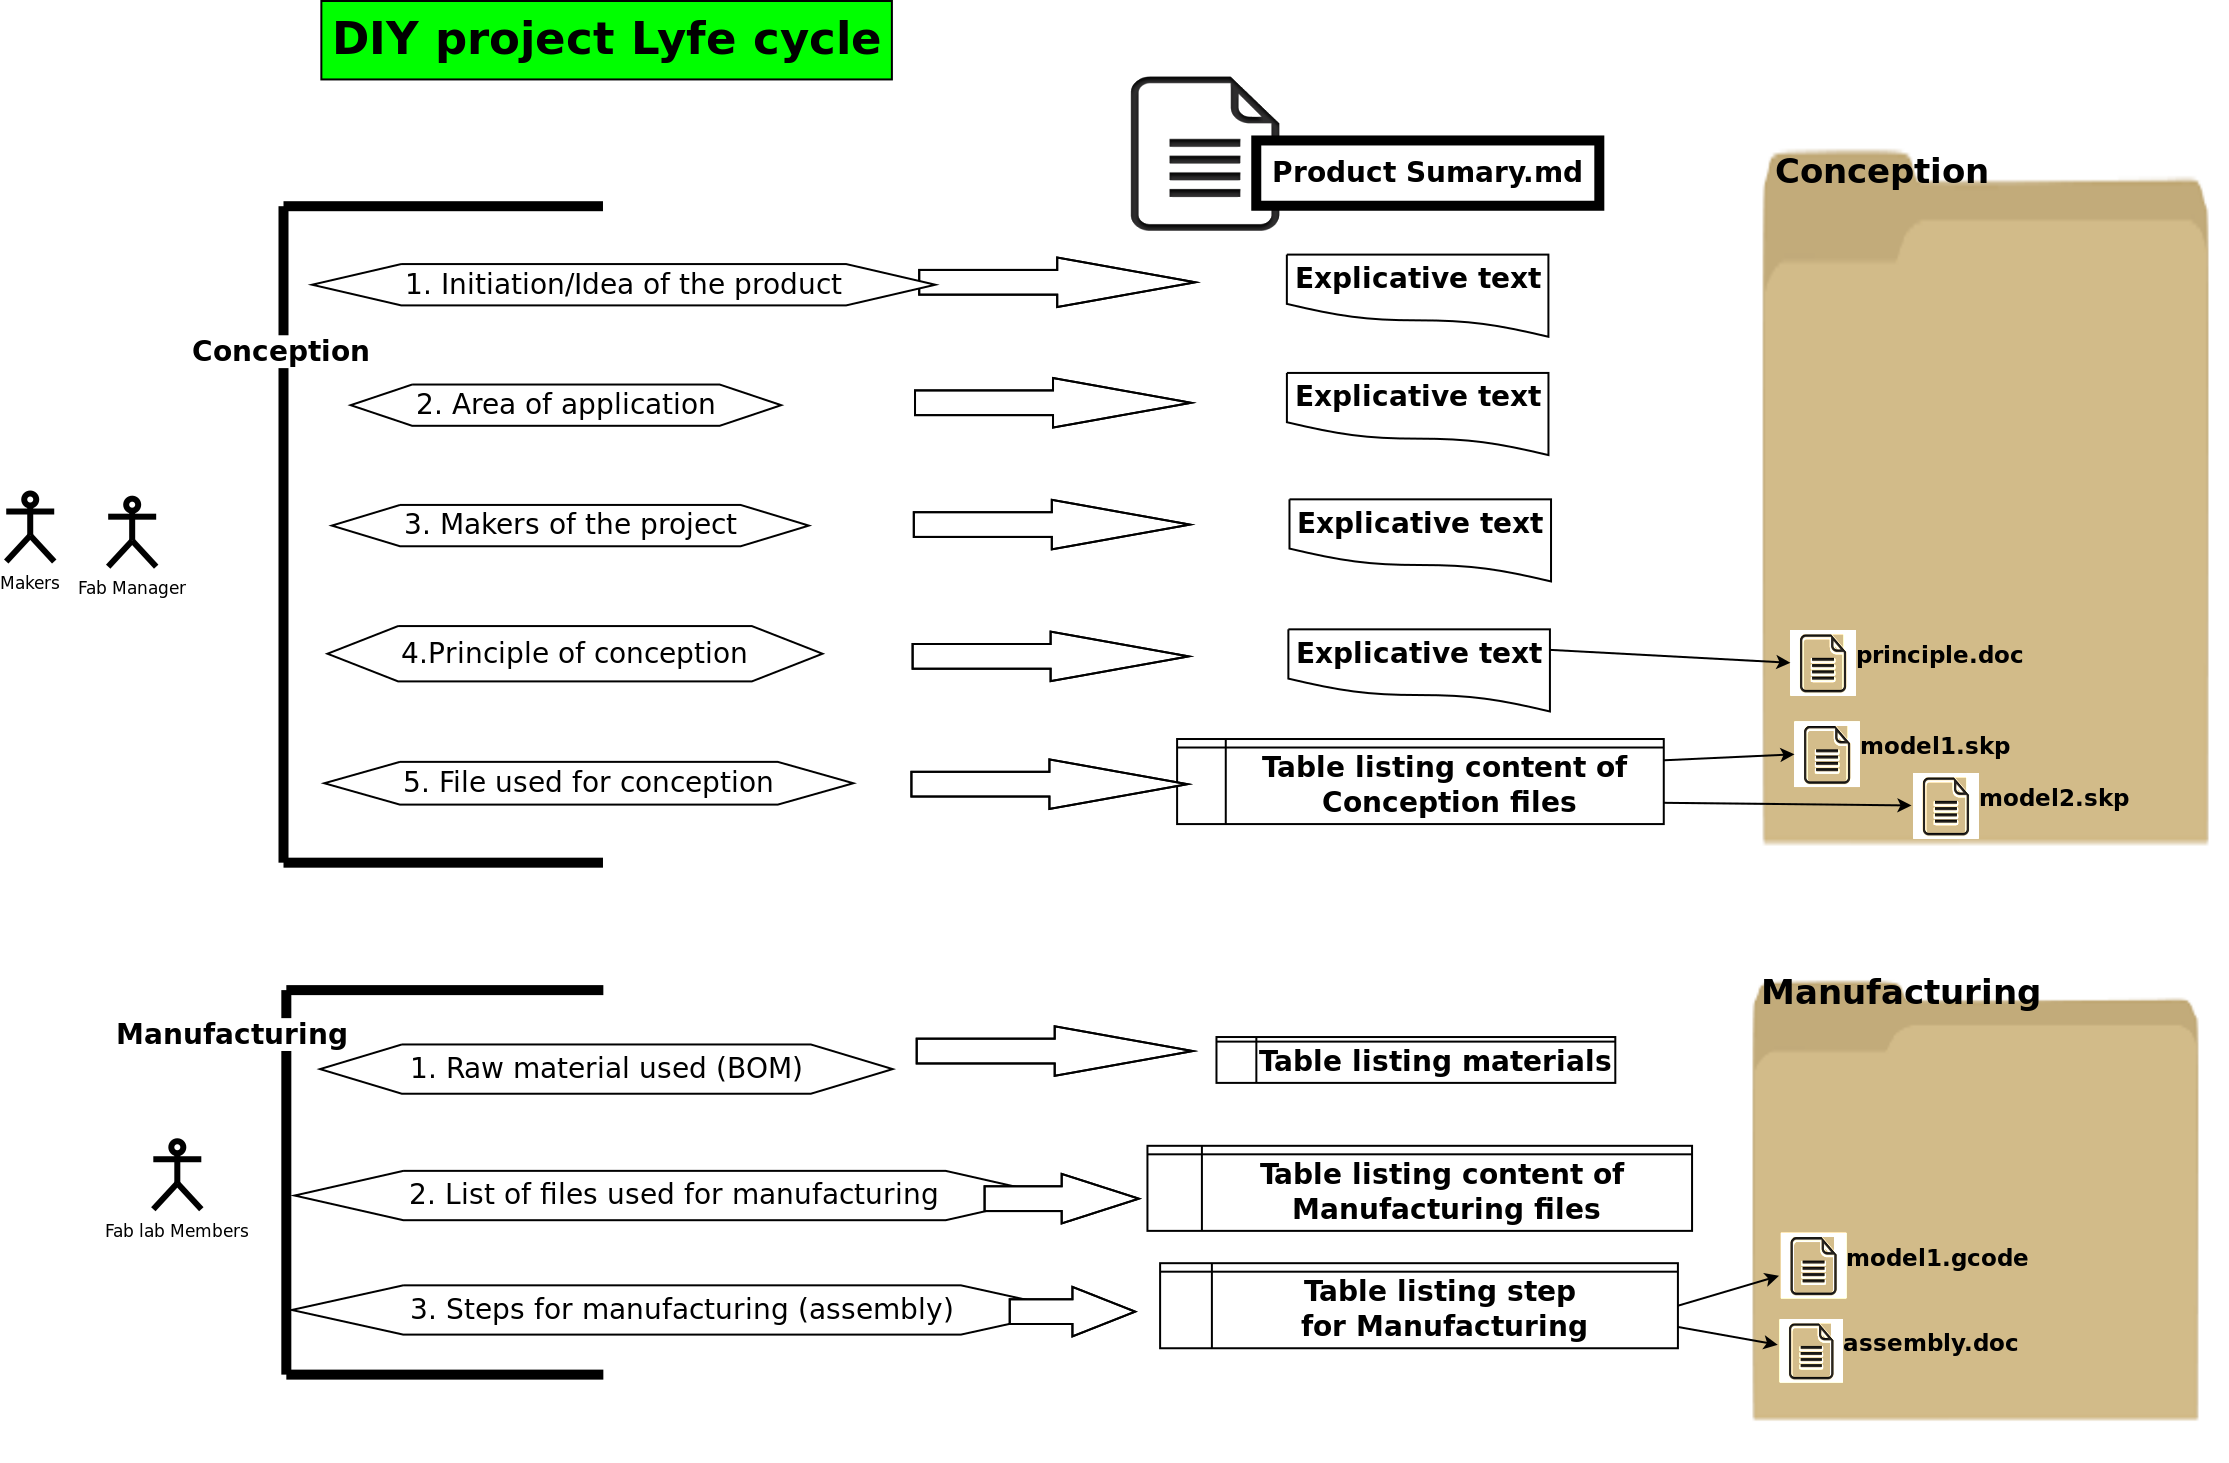 DIY project Lyfe cycle
Product Sumary.md
Conception
1. Initiation/Idea of the product
Explicative text
Conception
2. Area of application
Explicative text
3. Makers of the project
Explicative text
Makers
Fab Manager
4.Principle of conception
Explicative text
principle.doc
5. File used for conception
Table listing content of
Conception files
model1.skp
model2.skp
Manufacturing
Manufacturing
1. Raw material used (BOM)
Table listing materials
2. List of files used for manufacturing
Table listing content of
Manufacturing files
Fab lab Members
3. Steps for manufacturing (assembly)
Table listing step
for Manufacturing
model1.gcode
assembly.doc